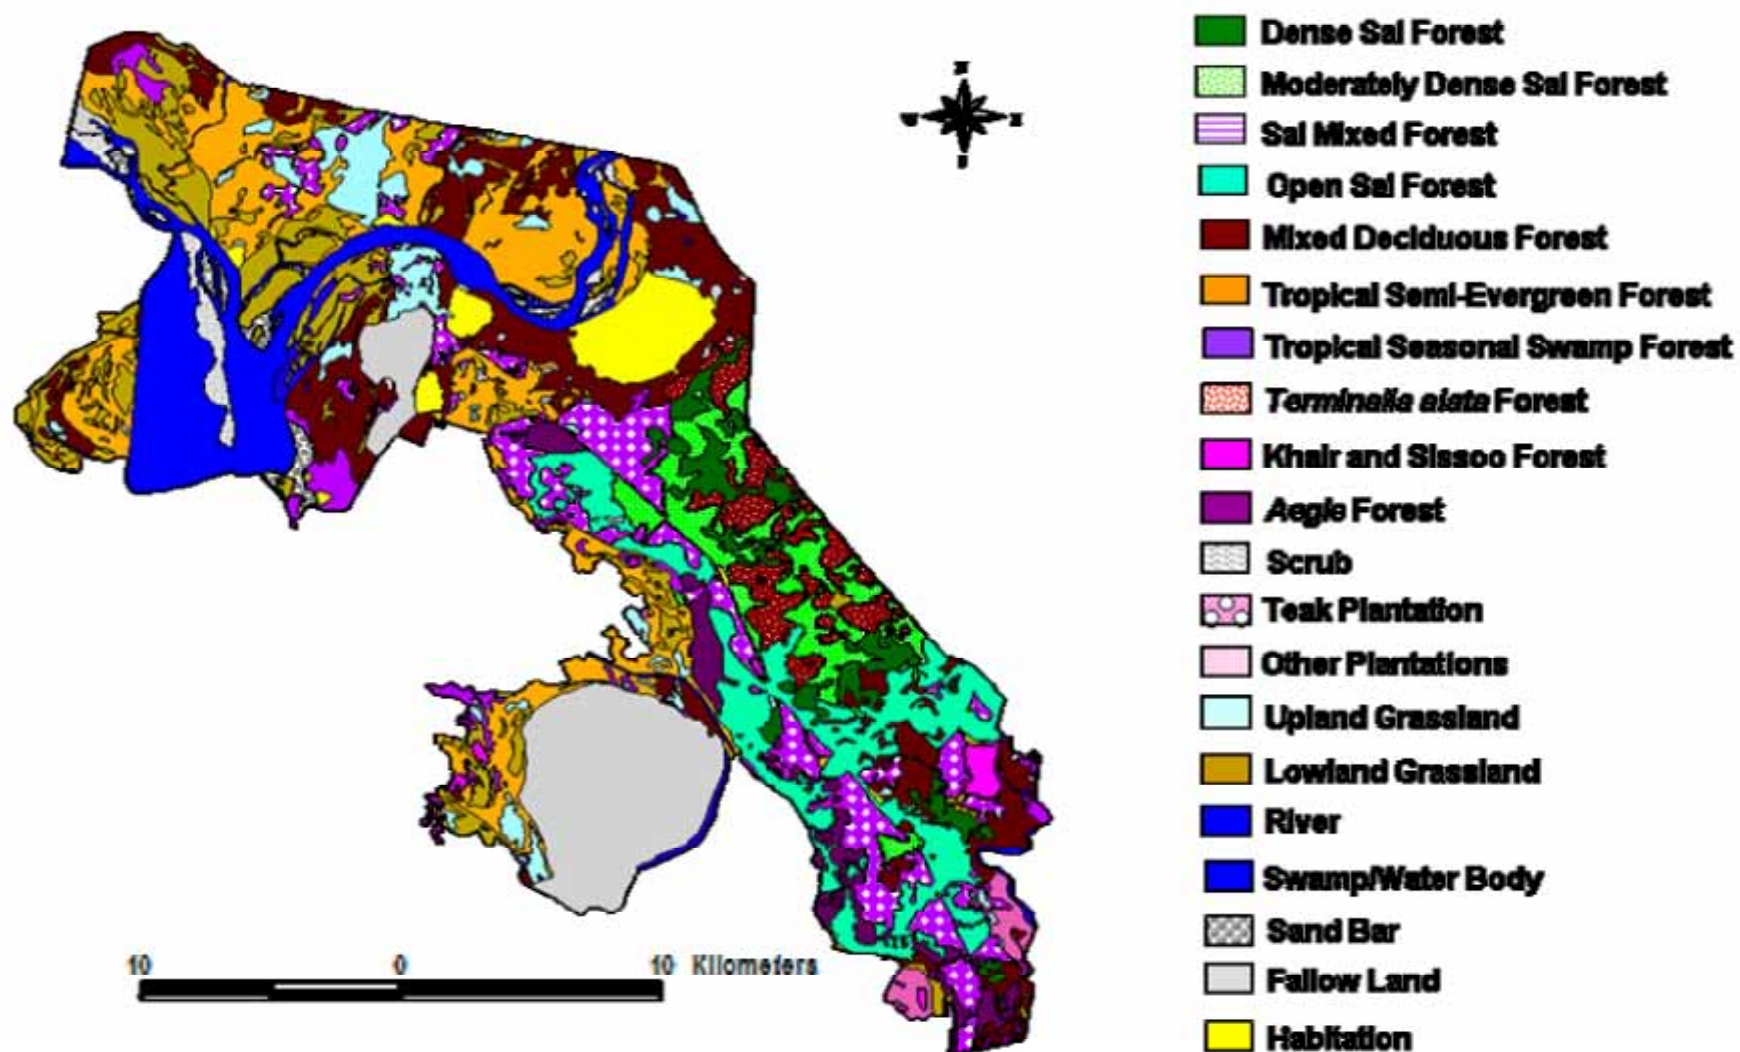 Dense Sal Forest
Moderately Dense Sal Forest
Sal Mixed Forest
Open Sal Forest
Mixed Deciduous Forest
Tropical Semi-Evergreen Forest
Tropical Seasonal Swamp Forest
Terminalia alata Forest
Khair and Sissoo Forest
Aegle Forest
Scrub
Teak Plantation
Other Plantations
Upland Grassland
Lowland Grassland
River
Swamp/Water Body
Sand Bar
Fallow Land
Habitation
10 0 10 Kilometers